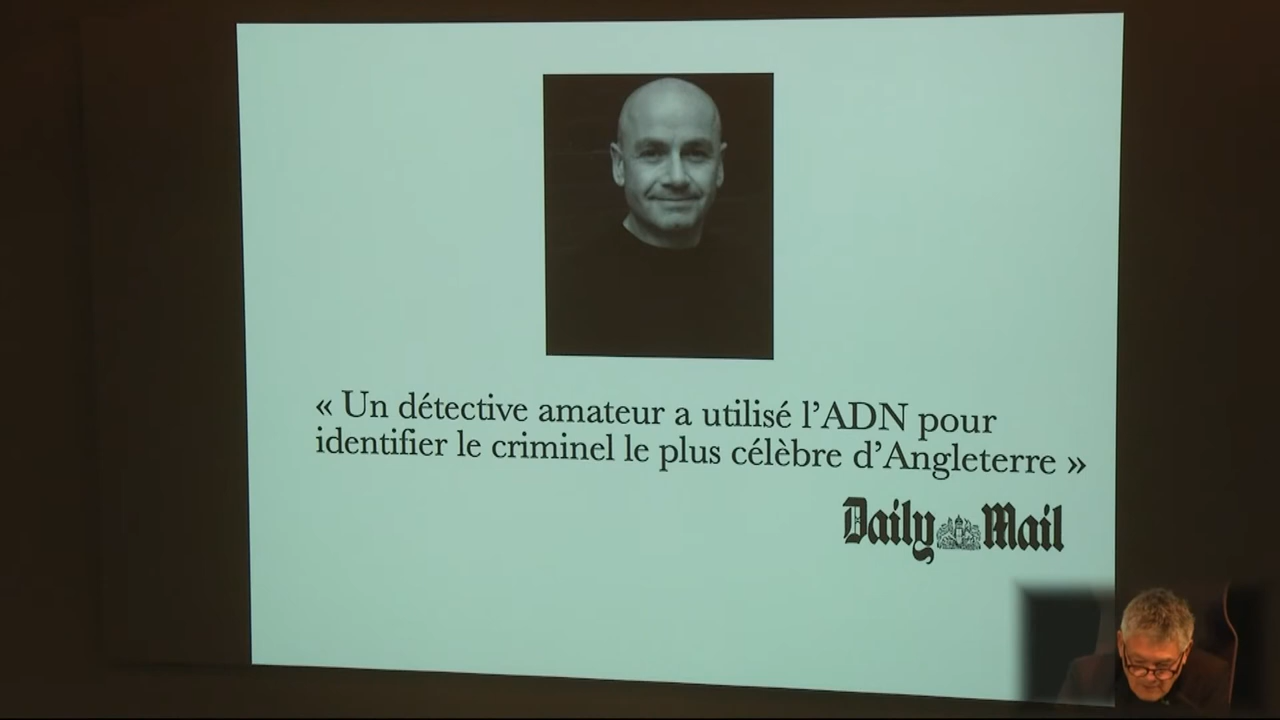 « Un détective amateur a utilisé l’ADN pour
identifier le criminel le plus célèbre d’Angleterre »
Daily Mail